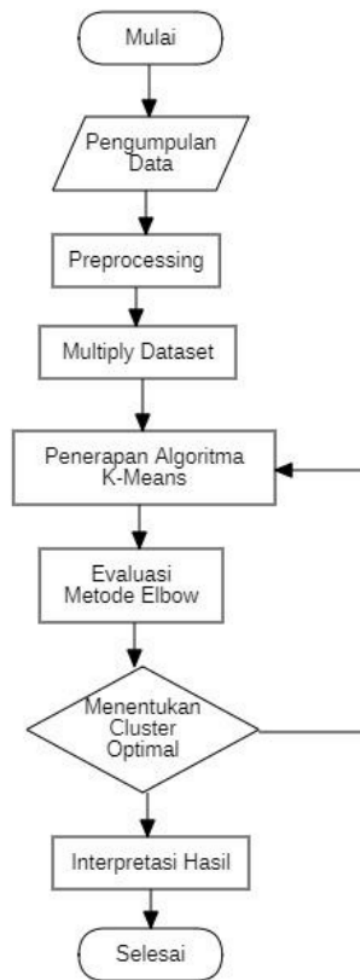 Mulai
Pengumpulan
Data
Preprocessing
Multiply Dataset
Penerapan Algoritma
K-Means
Evaluasi
Metode Elbow
Menentukan
Cluster
Optimal
Interpretasi Hasil
Selesai